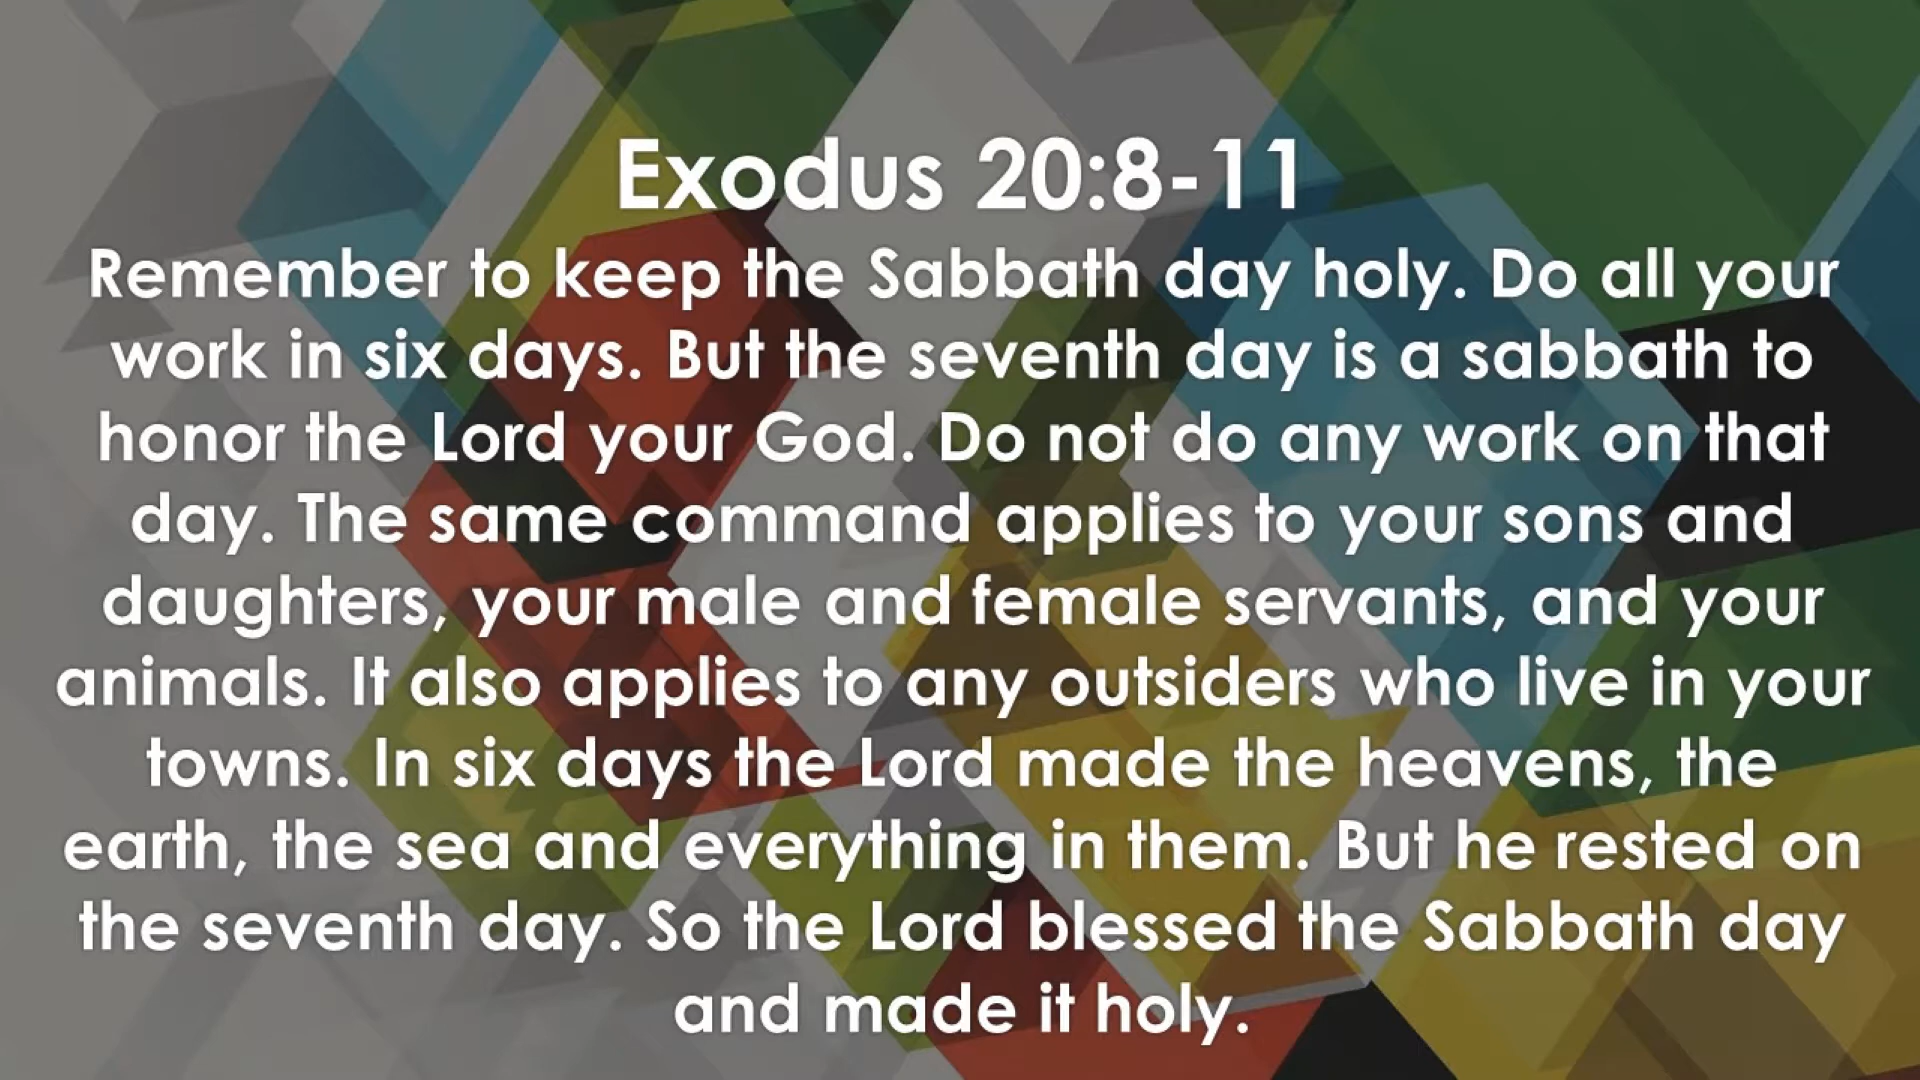 Exodus 20:8-11
Remember to keep the Sabbath day holy. Do all your
work in six days. But the seventh day is a sabbath to
honor the Lord your God. Do not do any work on that
day. The same command applies to your sons and
daughters, your male and female servants, and your
animals. It also applies to any outsiders who live in your
towns. In six days the Lord made the heavens, the
earth, the sea and everything in them. But he rested on
the seventh day. So the Lord blessed the Sabbath day
and made it holy.